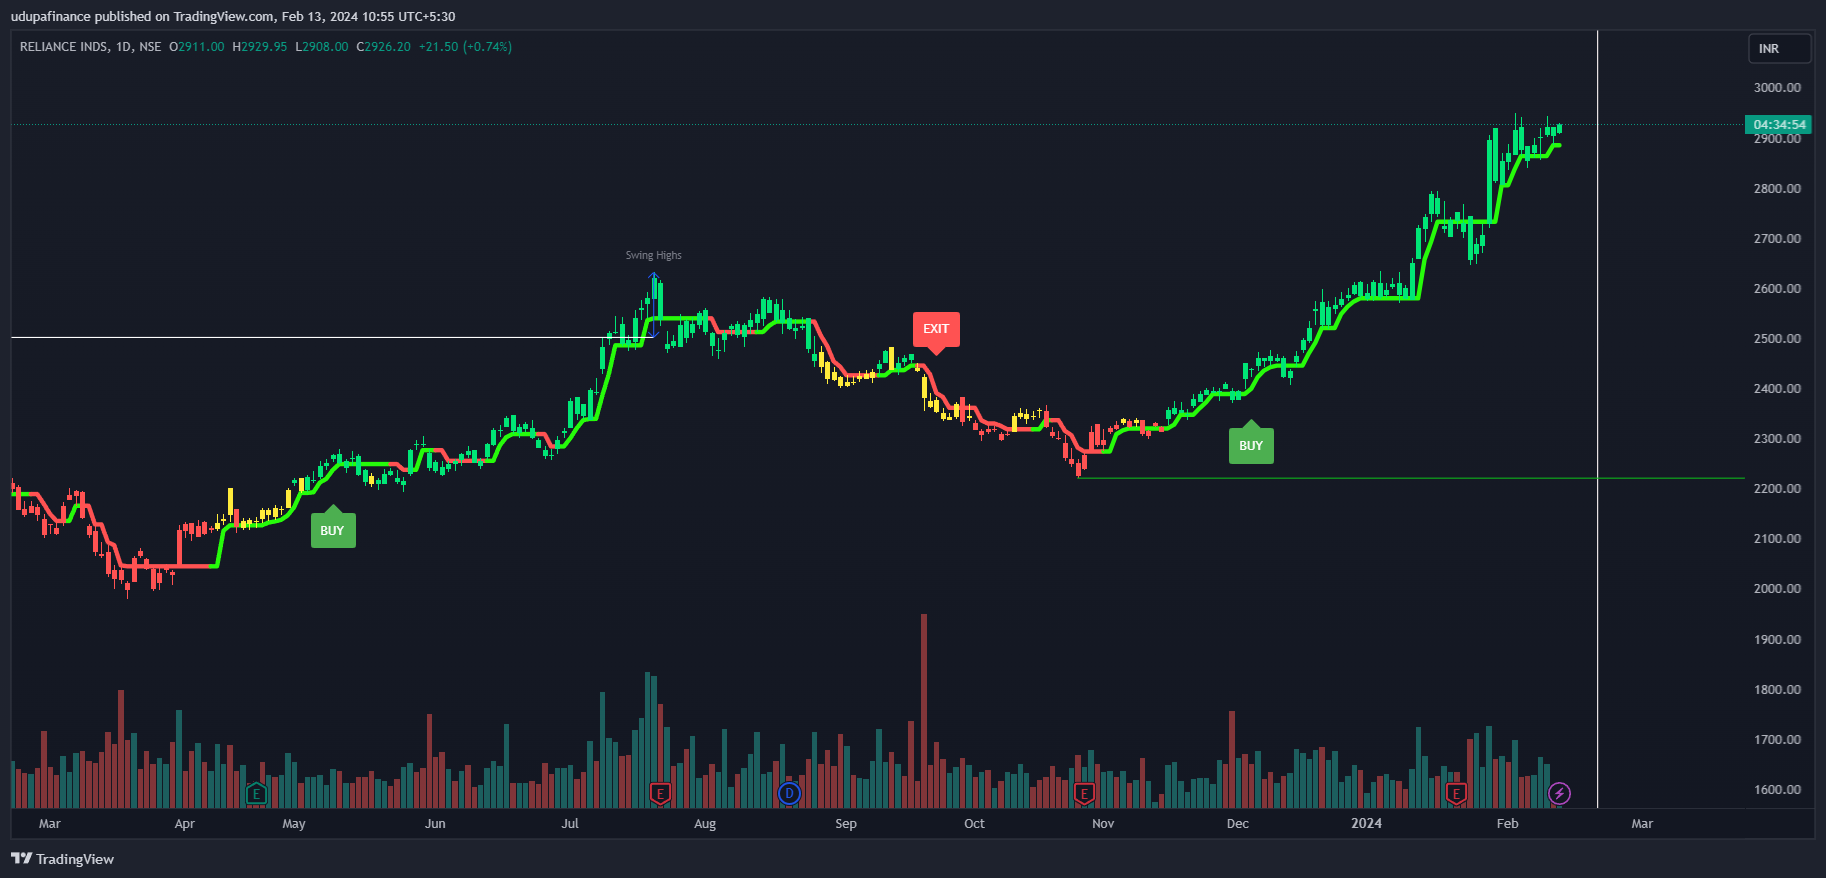 udupafinance published on TradingView.com, Feb 13, 2024 10:55 UTC+5:30
RELIANCE INDS, 1D, NSE O2911.00 H2929.95 L2908.00 C2926.20 +21.50 (+0.74%)
INR
3000.00
04:34:54
2900.00
2800.00
2700.00
Swing Highs
2600.00
EXIT
2500.00
2400.00
BUY
2300.00
2200.00
BUY
2100.00
2000.00
1900.00
1800.00
1700.00
1600.00
E E D E E
Mar Apr May Jun Jul Aug Sep Oct Nov Dec 2024 Feb Mar
TradingView